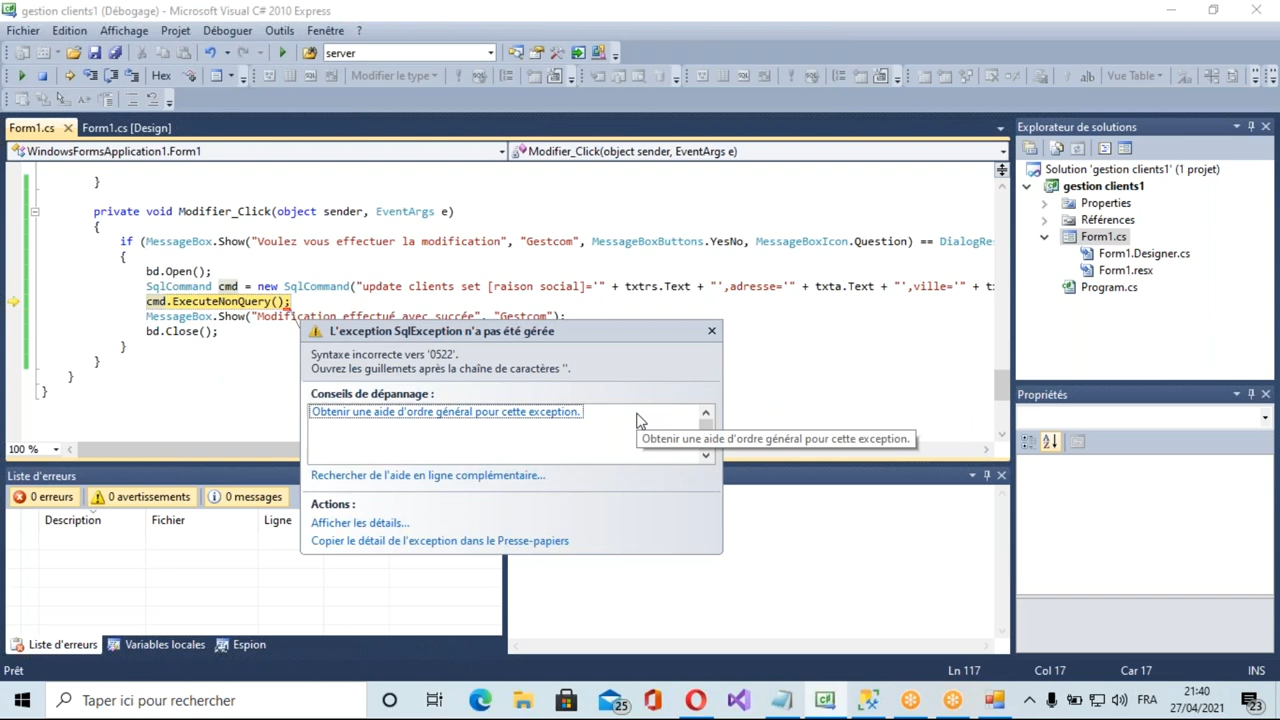 gestion clients1 (Débogage) - Microsoft Visual C# 2010 Express
Fichier Edition Affichage Projet Déboguer Outils Fenêtre ?
server
Hex Modifier le type Vue Table
Form1.cs Form1.cs [Design]
WindowsFormsApplication1.Form1 Modifier_Click(object sender, EventArgs e)
}
private void Modifier_Click(object sender, EventArgs e)
{
if (MessageBox.Show("Voulez vous effectuer la modification", "Gestcom", MessageBoxButtons.YesNo, MessageBoxIcon.Question) == DialogRes
{
bd.Open();
SqlCommand cmd = new SqlCommand("update clients set [raison social]='" + txtrs.Text + "',adresse='" + txta.Text + "',ville='" + tx
cmd.ExecuteNonQuery();
MessageBox.Show("Modification effectué avec succée", "Gestcom");
bd.Close();
}
}
}
}
100 %
L'exception SqlException n'a pas été gérée
Syntaxe incorrecte vers '0522'.
Ouvrez les guillemets après la chaîne de caractères ''.
Conseils de dépannage :
Obtenir une aide d'ordre général pour cette exception.
Obtenir une aide d'ordre général pour cette exception.
Rechercher de l'aide en ligne complémentaire...
Actions :
Afficher les détails...
Copier le détail de l'exception dans le Presse-papiers
Explorateur de solutions
Solution 'gestion clients1' (1 projet)
gestion clients1
Properties
Références
Form1.cs
Form1.Designer.cs
Form1.resx
Program.cs
Propriétés
Liste d'erreurs
0 erreurs 0 avertissements 0 messages
Description Fichier Ligne
Liste d'erreurs Variables locales Espion
Prêt Ln 117 Col 17 Car 17 INS
Taper ici pour rechercher
25
FRA
21:40
27/04/2021
23